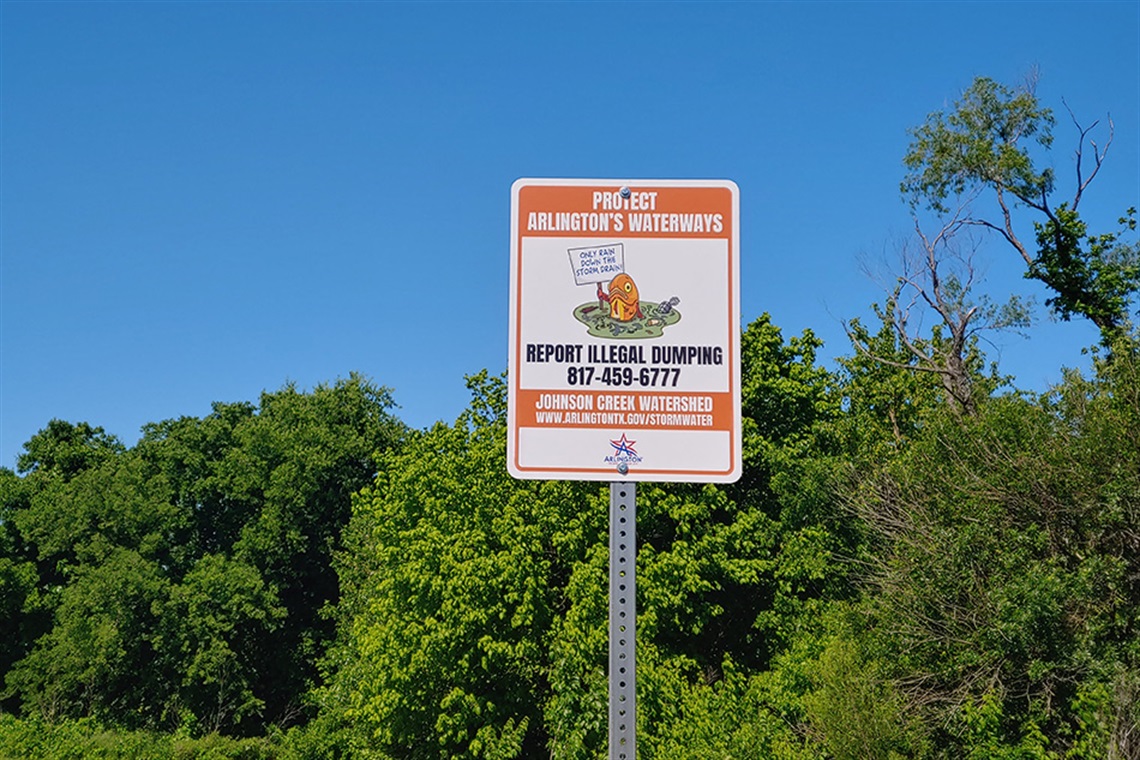 PROTECT
ARLINGTON'S WATERWAYS
ONLY RAIN
DOWN THE
STORM DRAIN!
REPORT ILLEGAL DUMPING
817-459-6777
JOHNSON CREEK WATERSHED
WWW.ARLINGTONTX.GOV/STORMWATER
ARLINGTON